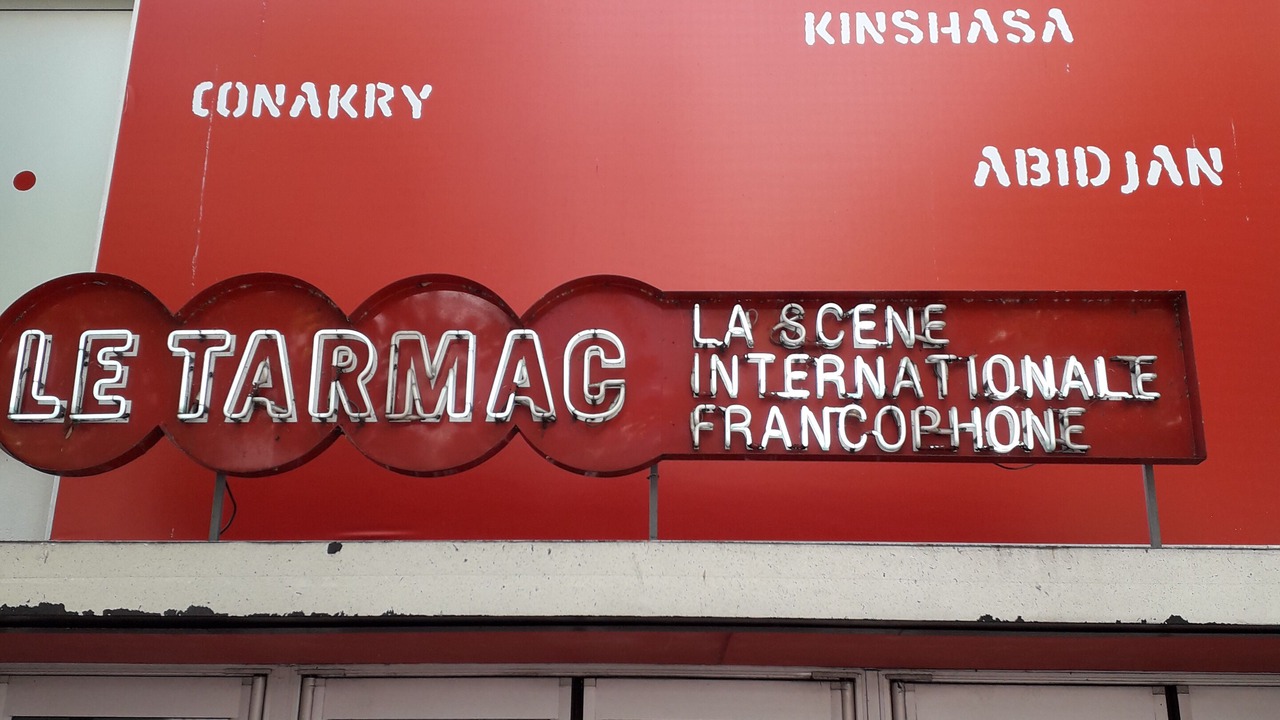 KINSHASA
CONAKRY
ABIDJAN
LE TARMAC
LA SCENE
INTERNATIONALE
FRANCOPHONE